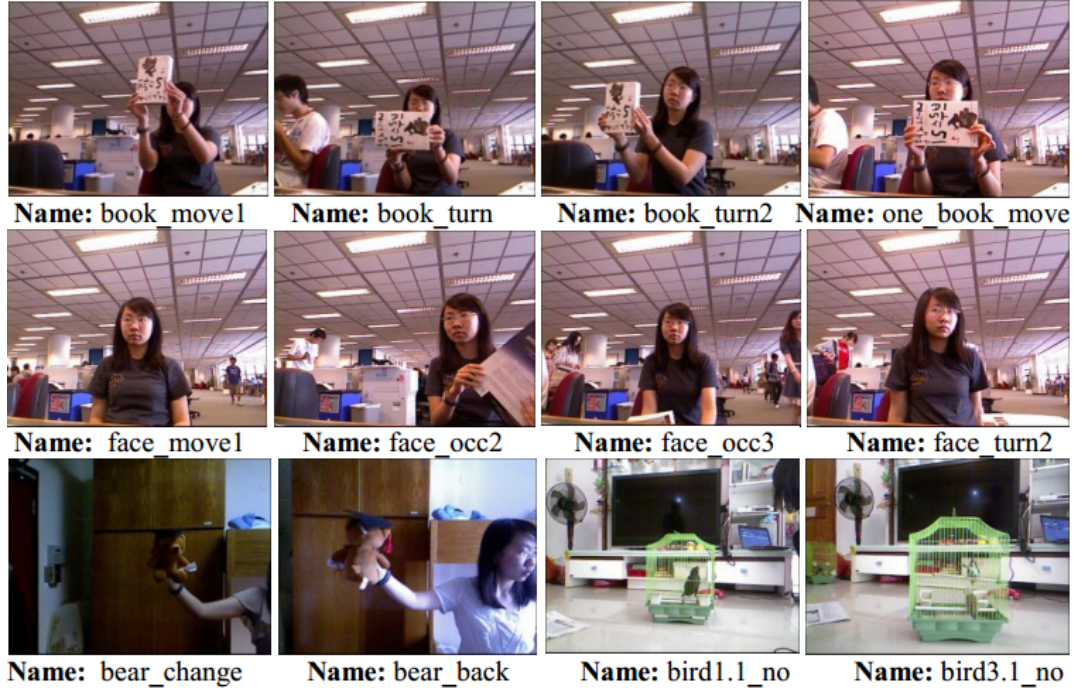 Name: book_move1
Name: book_turn
Name: book_turn2
Name: one_book_move
Name: face_move1
Name: face_occ2
Name: face_occ3
Name: face_turn2
Name: bear_change
Name: bear_back
Name: bird1.1_no
Name: bird3.1_no